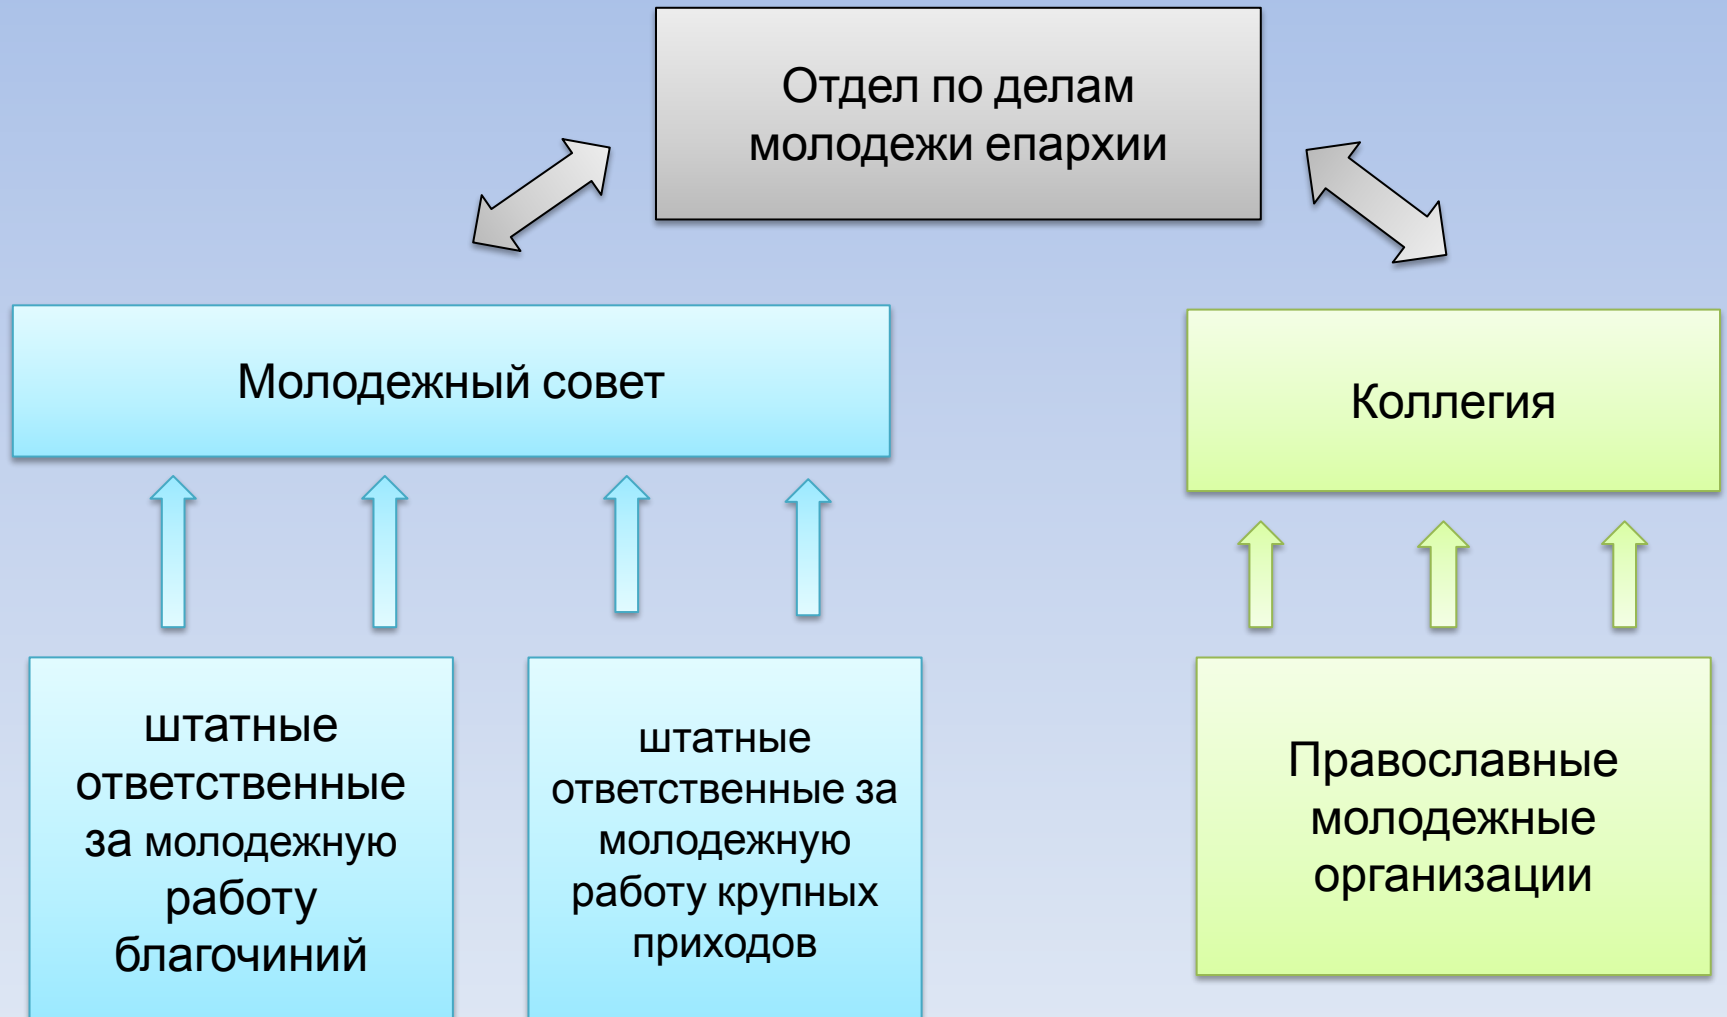 Отдел по делам
молодежи епархии
Молодежный совет
Коллегия
штатные
ответственные
за молодежную
работу
благочиний
штатные
ответственные за
молодежную
работу крупных
приходов
Православные
молодежные
организации